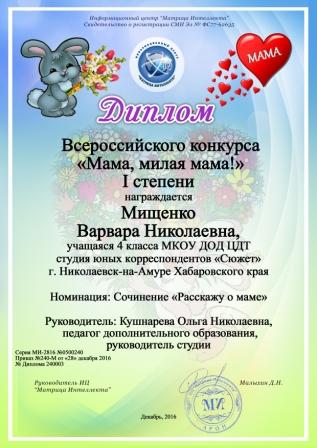 Информационный центр "Матрица Интеллекта"
Свидетельство о регистрации СМИ Эл № ФС77-62635
МАМА
Диплом
Всероссийского конкурса
«Мама, милая мама!»
I степени
награждается
Мищенко
Варвара Николаевна,
учащаяся 4 класса МКОУ ДОД ЦДТ
студия юных корреспондентов «Сюжет»
г. Николаевск-на-Амуре Хабаровского края
Номинация: Сочинение «Расскажу о маме»
Руководитель: Кушнарева Ольга Николаевна,
педагог дополнительного образования,
руководитель студии
Серия МИ-2816 №0500240
Приказ №240-М от «28» декабря 2016
№ Диплома 240003
Руководитель ИЦ
"Матрица Интеллекта"
Малыгин Д.Н.
МИ
Декабрь, 2016